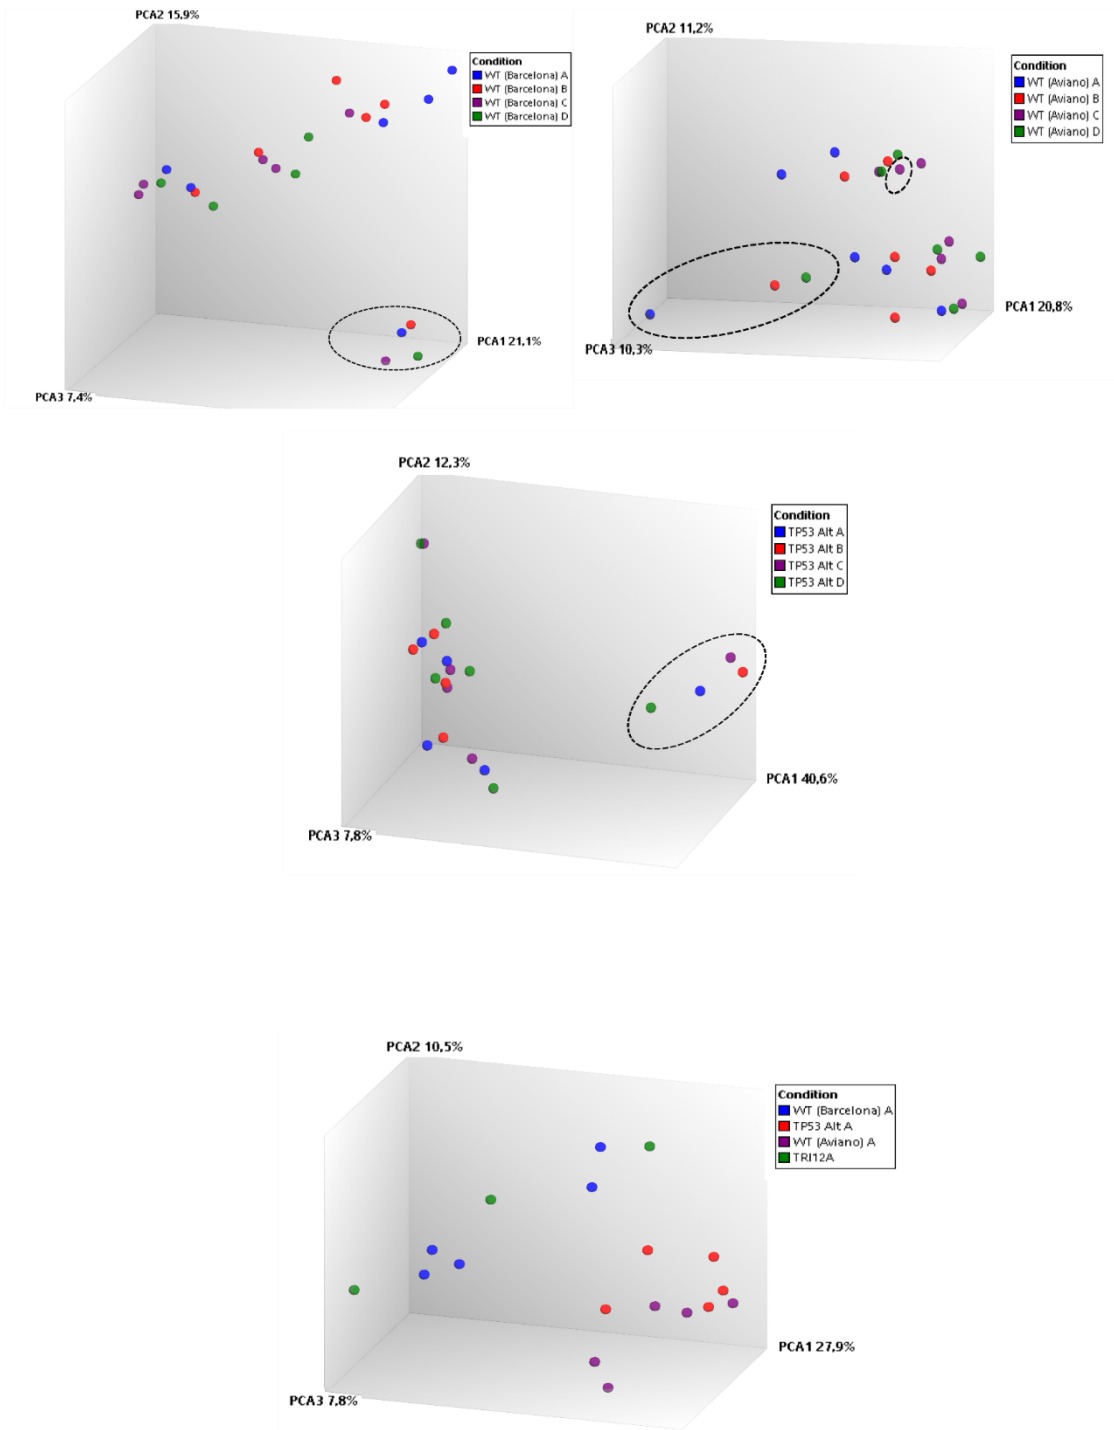 PCA2 15,9%
Condition
WT (Barcelona) A
WT (Barcelona) B
WT (Barcelona) C
WT (Barcelona) D
PCA1 21,1%
PCA3 7,4%
PCA2 11,2%
Condition
WT (Aviano) A
WT (Aviano) B
WT (Aviano) C
WT (Aviano) D
PCA1 20,8%
PCA3 10,3%
PCA2 12,3%
Condition
TP53 Alt A
TP53 Alt B
TP53 Alt C
TP53 Alt D
PCA1 40,6%
PCA3 7,8%
PCA2 10,5%
Condition
WT (Barcelona) A
TP53 Alt A
WT (Aviano) A
TRI12A
PCA1 27,9%
PCA3 7,8%